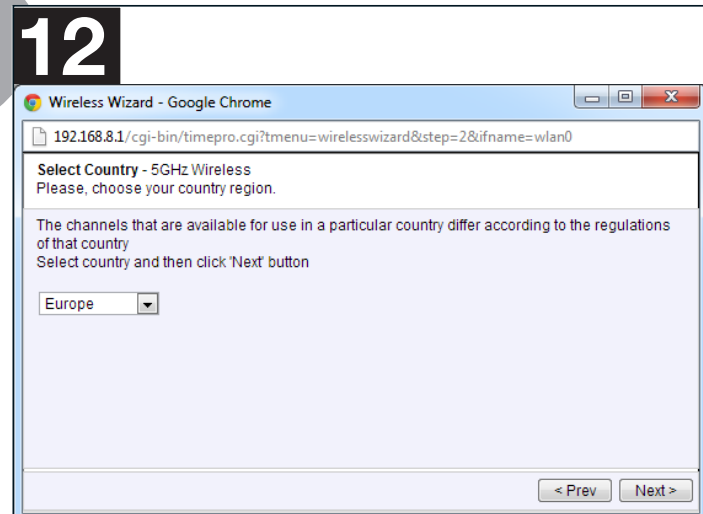 12
Wireless Wizard - Google Chrome
192.168.8.1/cgi-bin/timepro.cgi?tmenu=wirelesswizard&step=2&ifname=wlan0
Select Country - 5GHz Wireless
Please, choose your country region.
The channels that are available for use in a particular country differ according to the regulations
of that country
Select country and then click 'Next' button
Europe
< Prev Next >